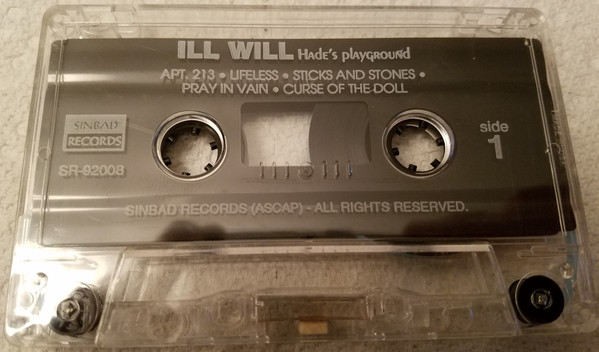 ILL WILL Hade's playground
APT. 213 • LIFELESS • STICKS AND STONES •
PRAY IN VAIN • CURSE OF THE DOLL
SINBAD
RECORDS
SR-92008
side
1
SINBAD RECORDS (ASCAP) - ALL RIGHTS RESERVED.